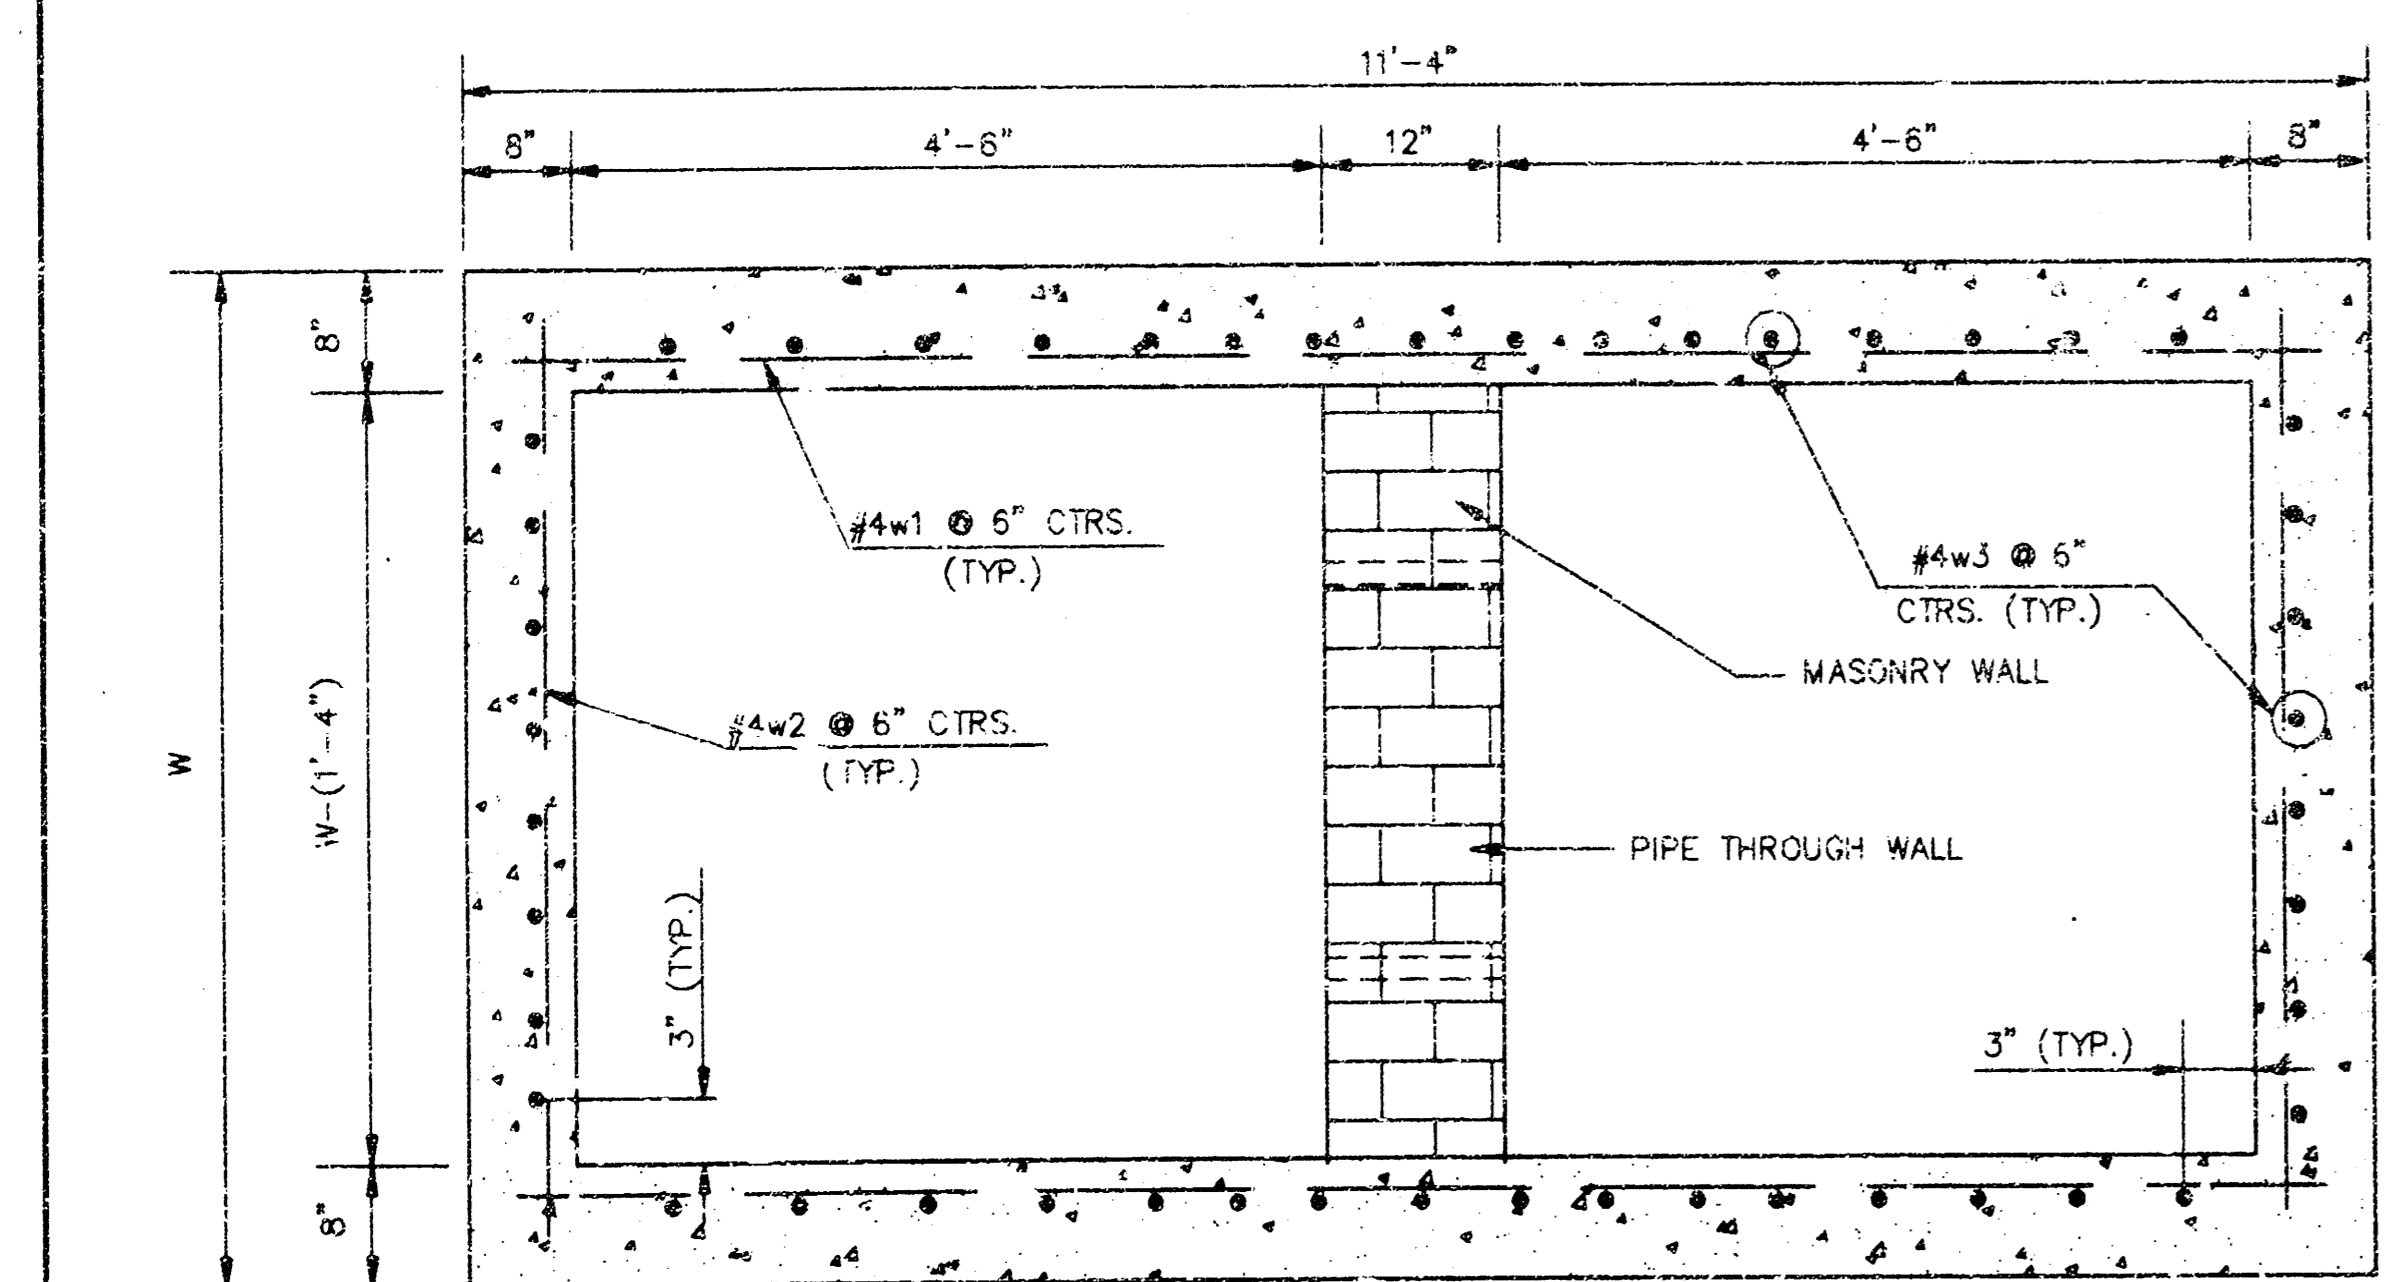 11'-4"
8"
4'-6"
12"
4'-6"
8"
8"
#4w1 @ 6" CTRS.
(TYP.)
#4w3 @ 6"
CTRS. (TYP.)
MASONRY WALL
W
W-(1'-4")
#4w2 @ 6" CTRS.
(TYP.)
PIPE THROUGH WALL
3" (TYP.)
3" (TYP.)
8"